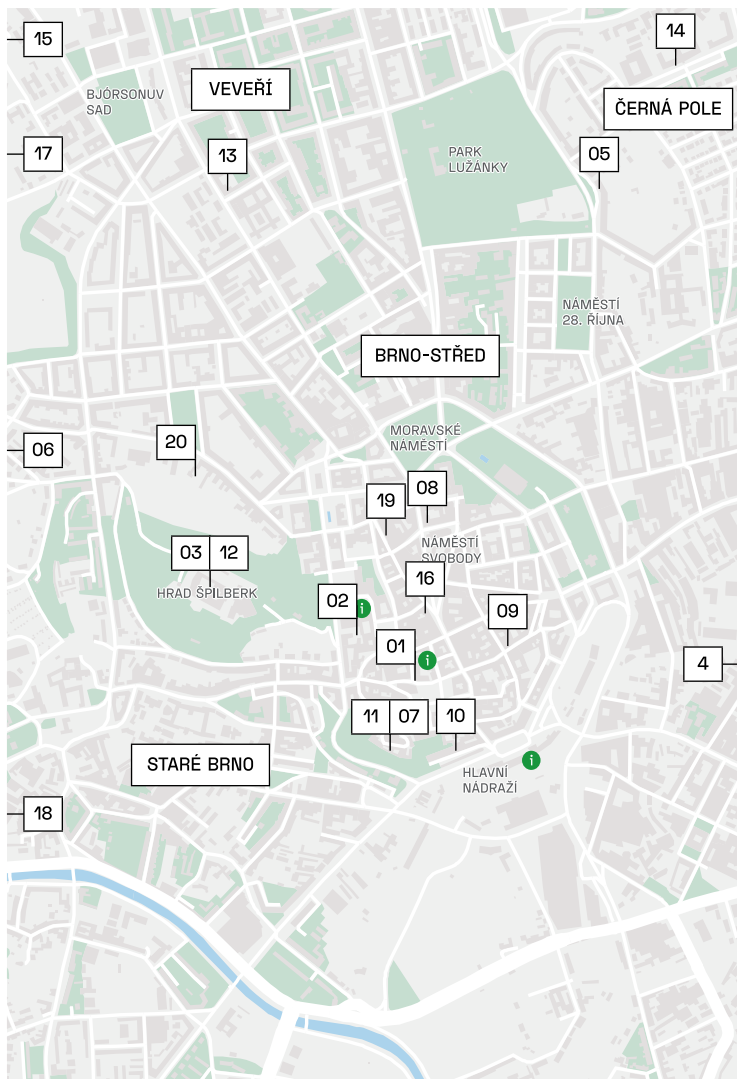 15
14
VEVEŘÍ
BJÓRSONUV
SAD
ČERNÁ POLE
17
13
PARK
LUŽÁNKY
05
NÁMĚSTÍ
28. ŘÍJNA
BRNO-STŘED
MORAVSKÉ
NÁMĚSTÍ
06
20
19
08
NÁMĚSTÍ
SVOBODY
03
12
HRAD ŠPILBERK
16
02
i
09
01
i
4
11
07
10
STARÉ BRNO
i
HLAVNÍ
NÁDRAŽÍ
18